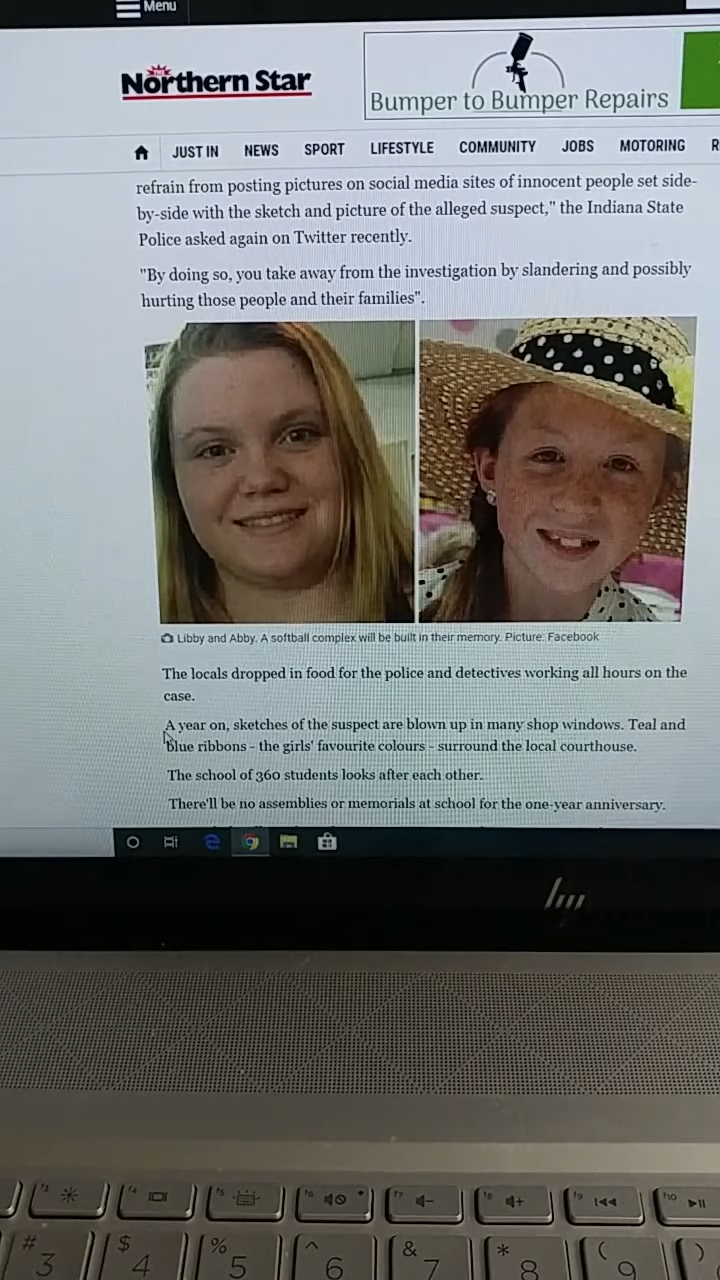 Menu
THE
Northern Star
Bumper to Bumper Repairs
JUST IN NEWS SPORT LIFESTYLE COMMUNITY JOBS MOTORING R
refrain from posting pictures on social media sites of innocent people set side-
by-side with the sketch and picture of the alleged suspect," the Indiana State
Police asked again on Twitter recently.
"By doing so, you take away from the investigation by slandering and possibly
hurting those people and their families".
Libby and Abby. A softball complex will be built in their memory. Picture: Facebook
The locals dropped in food for the police and detectives working all hours on the
case.
A year on, sketches of the suspect are blown up in many shop windows. Teal and
blue ribbons - the girls' favourite colours - surround the local courthouse.
The school of 360 students looks after each other.
There'll be no assemblies or memorials at school for the one-year anniversary.
hp
f3 f4 f5 f6 f7 f8 f9 f10
# $ % ^ & * ( )
3 4 5 6 7 8 9